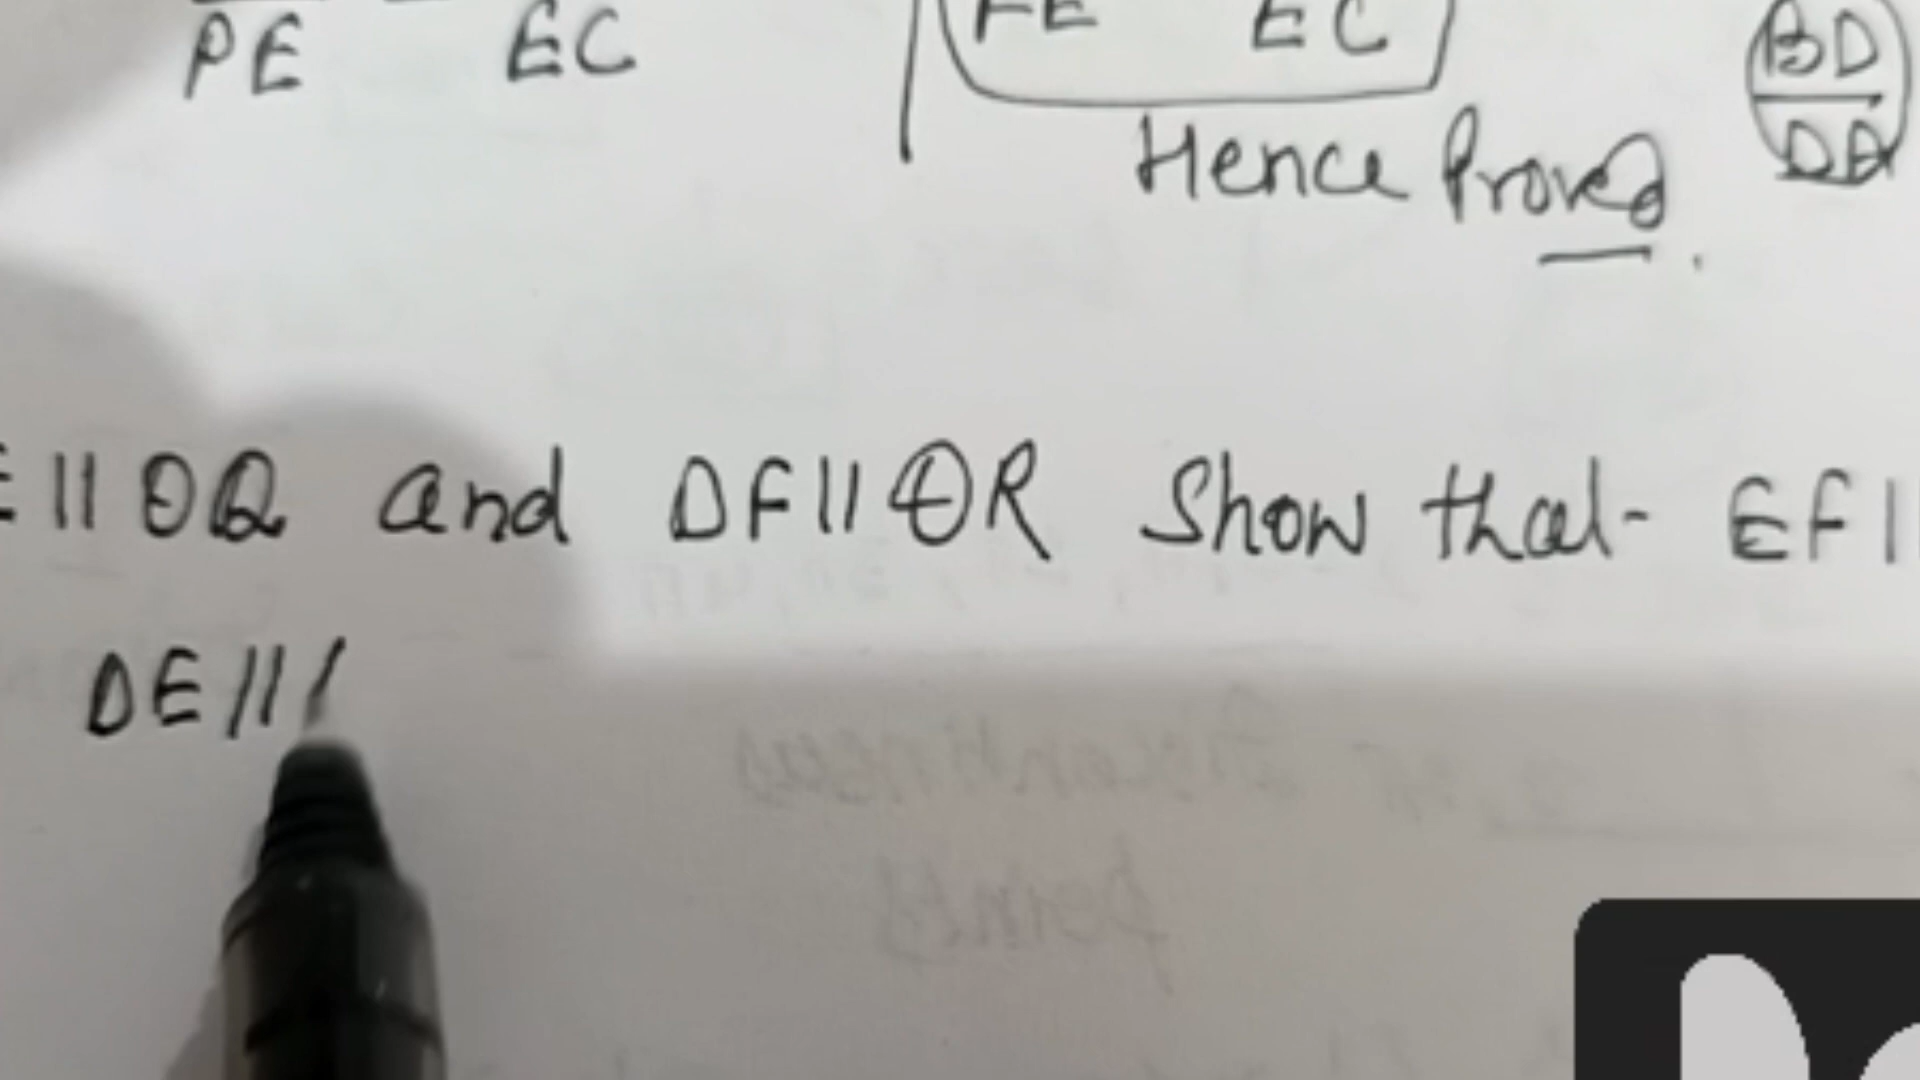 PE EC
FE EC
BD
DA
Hence Proved.
E || OQ and DF || OR Show that- EF ||
DE ||